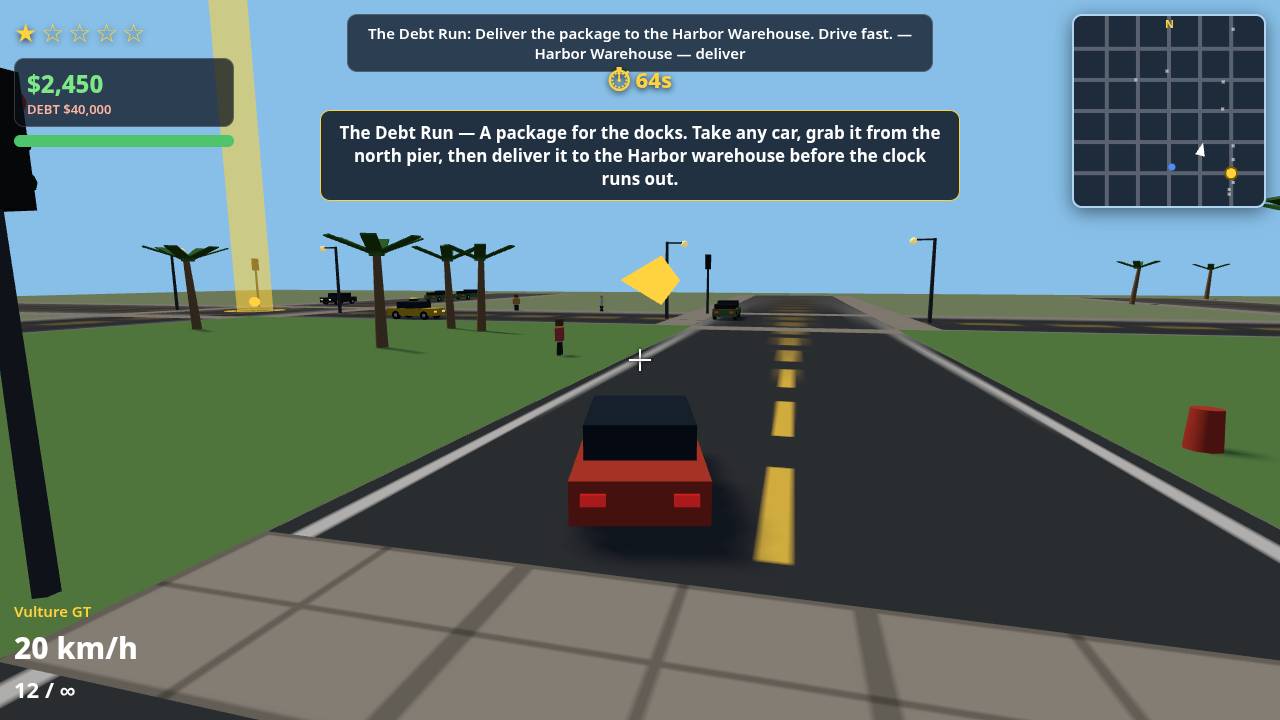 The Debt Run: Deliver the package to the Harbor Warehouse. Drive fast. —
Harbor Warehouse — deliver
⏱ 64s
$2,450
DEBT $40,000
The Debt Run — A package for the docks. Take any car, grab it from the
north pier, then deliver it to the Harbor warehouse before the clock
runs out.
N
Vulture GT
20 km/h
12 / ∞